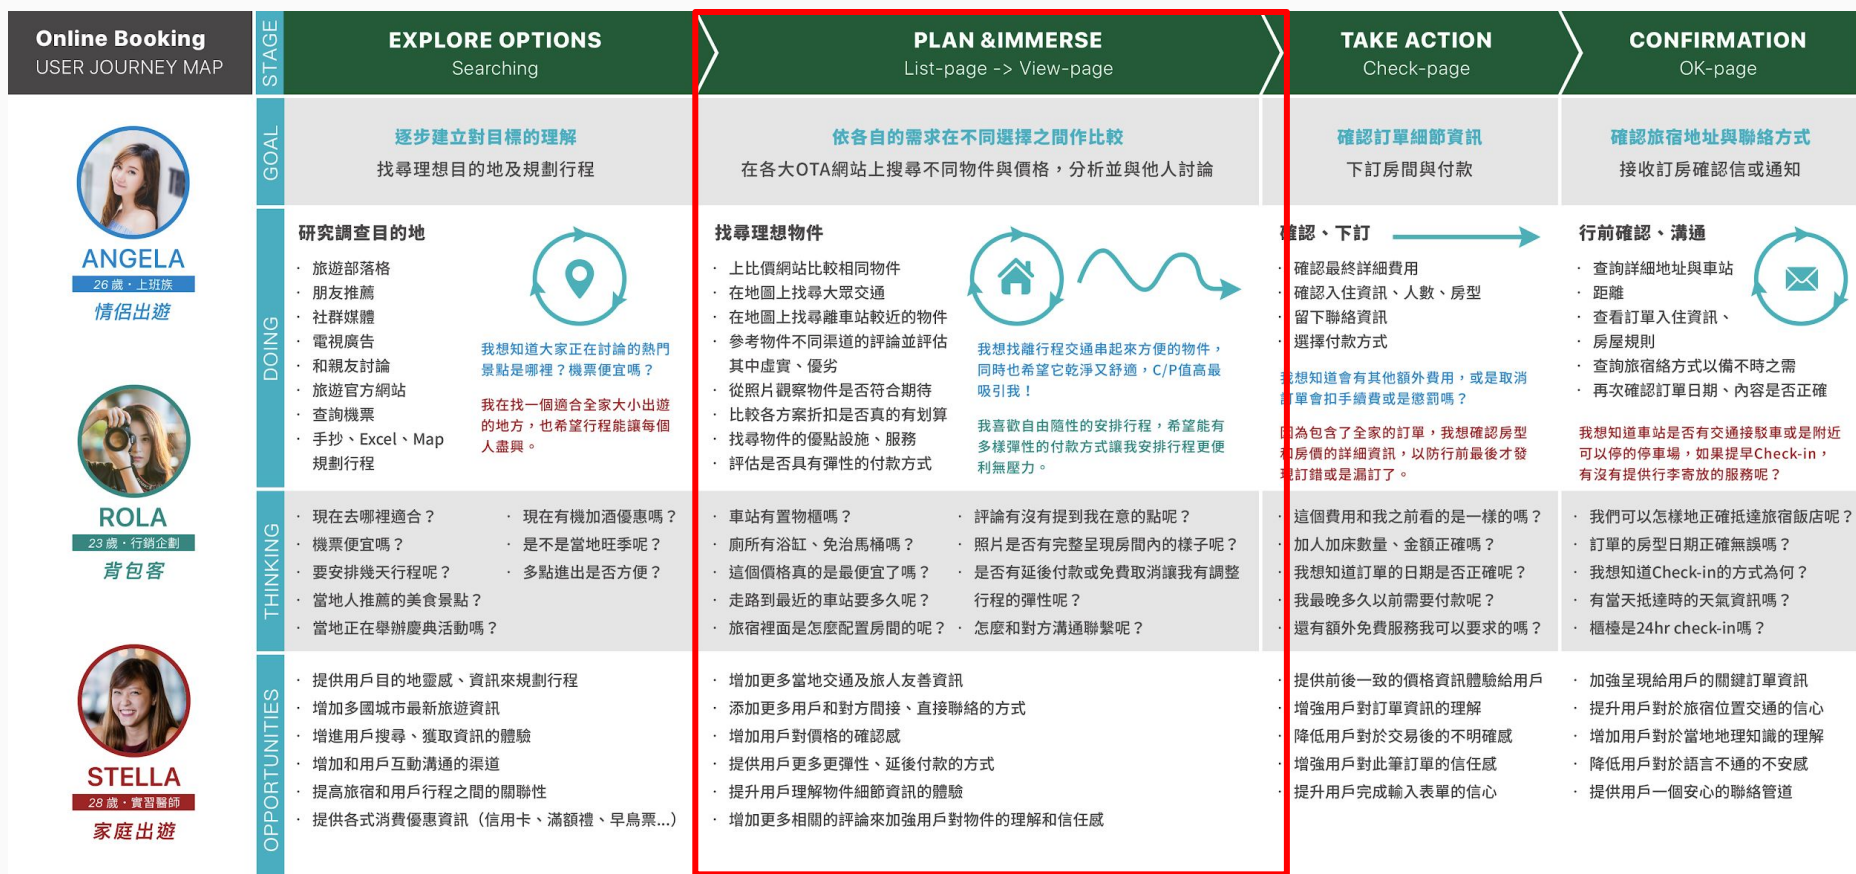 Online Booking
USER JOURNEY MAP
ANGELA
26 歲・上班族
情侶出遊
ROLA
23 歲・行銷企劃
背包客
STELLA
28 歲・實習醫師
家庭出遊
STAGE
EXPLORE OPTIONS
Searching
PLAN &IMMERSE
List-page -> View-page
TAKE ACTION
Check-page
CONFIRMATION
OK-page
GOAL
逐步建立對目標的理解
找尋理想目的地及規劃行程
依各自的需求在不同選擇之間作比較
在各大OTA網站上搜尋不同物件與價格，分析並與他人討論
確認訂單細節資訊
下訂房間與付款
確認旅宿地址與聯絡方式
接收訂房確認信或通知
DOING
研究調查目的地
· 旅遊部落格
· 朋友推薦
· 社群媒體
· 電視廣告
· 和親友討論
· 旅遊官方網站
· 查詢機票
· 手抄、Excel、Map
規劃行程
我想知道大家正在討論的熱門
景點是哪裡？機票便宜嗎？
我在找一個適合全家大小出遊
的地方，也希望行程能讓每個
人盡興。
找尋理想物件
· 上比價網站比較相同物件
· 在地圖上找尋大眾交通
· 在地圖上找尋離車站較近的物件
· 參考物件不同渠道的評論並評估
其中虛實、優劣
· 從照片觀察物件是否符合期待
· 比較各方案折扣是否真的有划算
· 找尋物件的優點設施、服務
· 評估是否具有彈性的付款方式
我想找離行程交通串起來方便的物件，
同時也希望它乾淨又舒適，C/P值高最
吸引我！
我喜歡自由隨性的安排行程，希望能有
多樣彈性的付款方式讓我安排行程更便
利無壓力。
確認、下訂
· 確認最終詳細費用
· 確認入住資訊、人數、房型
· 留下聯絡資訊
· 選擇付款方式
我想知道會有其他額外費用，或是取消
訂單會扣手續費或是懲罰嗎？
因為包含了全家的訂單，我想確認房型
和房價的詳細資訊，以防行前最後才發
現訂錯或是漏訂了。
行前確認、溝通
· 查詢詳細地址與車站
· 距離
· 查看訂單入住資訊、
· 房屋規則
· 查詢旅宿絡方式以備不時之需
· 再次確認訂單日期、內容是否正確
我想知道車站是否有交通接駁車或是附近
可以停的停車場，如果提早Check-in，
有沒有提供行李寄放的服務呢？
THINKING
· 現在去哪裡適合？
· 機票便宜嗎？
· 要安排幾天行程呢？
· 當地人推薦的美食景點？
· 當地正在舉辦慶典活動嗎？
· 現在有機加酒優惠嗎？
· 是不是當地旺季呢？
· 多點進出是否方便？
· 車站有置物櫃嗎？
· 廁所有浴缸、免治馬桶嗎？
· 這個價格真的是最便宜了嗎？
· 走路到最近的車站要多久呢？
· 旅宿裡面是怎麼配置房間的呢？
· 評論有沒有提到我在意的點呢？
· 照片是否有完整呈現房間內的樣子呢？
· 是否有延後付款或免費取消讓我有調整
行程的彈性呢？
· 怎麼和對方溝通聯繫呢？
· 這個費用和我之前看的是一樣的嗎？
· 加人加床數量、金額正確嗎？
· 我想知道訂單的日期是否正確呢？
· 我最晚多久以前需要付款呢？
· 還有額外免費服務我可以要求的嗎？
· 我們可以怎樣地正確抵達旅宿飯店呢？
· 訂單的房型日期正確無誤嗎？
· 我想知道Check-in的方式為何？
· 有當天抵達時的天氣資訊嗎？
· 櫃檯是24hr check-in嗎？
OPPORTUNITIES
· 提供用戶目的地靈感、資訊來規劃行程
· 增加多國城市最新旅遊資訊
· 增進用戶搜尋、獲取資訊的體驗
· 增加和用戶互動溝通的渠道
· 提高旅宿和用戶行程之間的關聯性
· 提供各式消費優惠資訊（信用卡、滿額禮、早鳥票...）
· 增加更多當地交通及旅人友善資訊
· 添加更多用戶和對方間接、直接聯絡的方式
· 增加用戶對價格的確認感
· 提供用戶更多更彈性、延後付款的方式
· 提升用戶理解物件細節資訊的體驗
· 增加更多相關的評論來加強用戶對物件的理解和信任感
· 提供前後一致的價格資訊體驗給用戶
· 增強用戶對訂單資訊的理解
· 降低用戶對於交易後的不明確感
· 增強用戶對此筆訂單的信任感
· 提升用戶完成輸入表單的信心
· 加強呈現給用戶的關鍵訂單資訊
· 提升用戶對於旅宿位置交通的信心
· 增加用戶對於當地地理知識的理解
· 降低用戶對於語言不通的不安感
· 提供用戶一個安心的聯絡管道